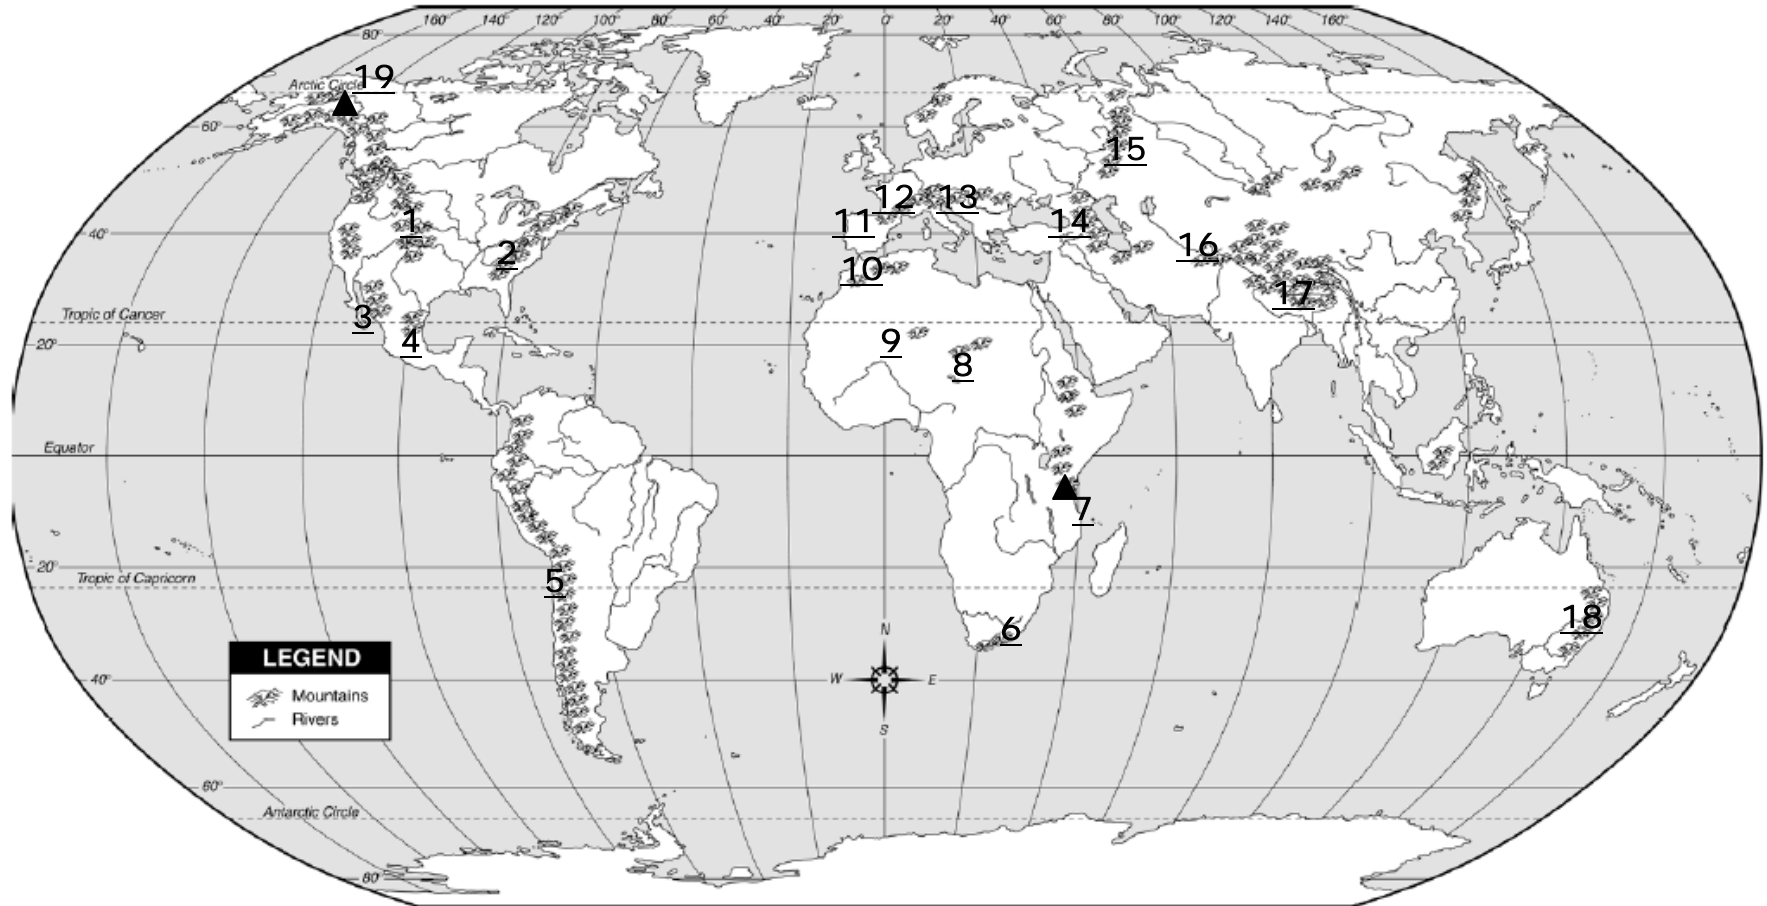 160° 140° 120° 100° 80° 40° 20° 0° 20° 40° 60° 80° 100° 120° 140° 160°
80°
19
Arctic Circle
60°
15
12 13
1 11 14
40°
2 16
10
17
3 Tropic of Cancer
4 9
20°
8
Equator
7
20°
5 Tropic of Capricorn
18
6
N
LEGEND
Mountains
Rivers
40° W E
S
60°
Antarctic Circle
80°